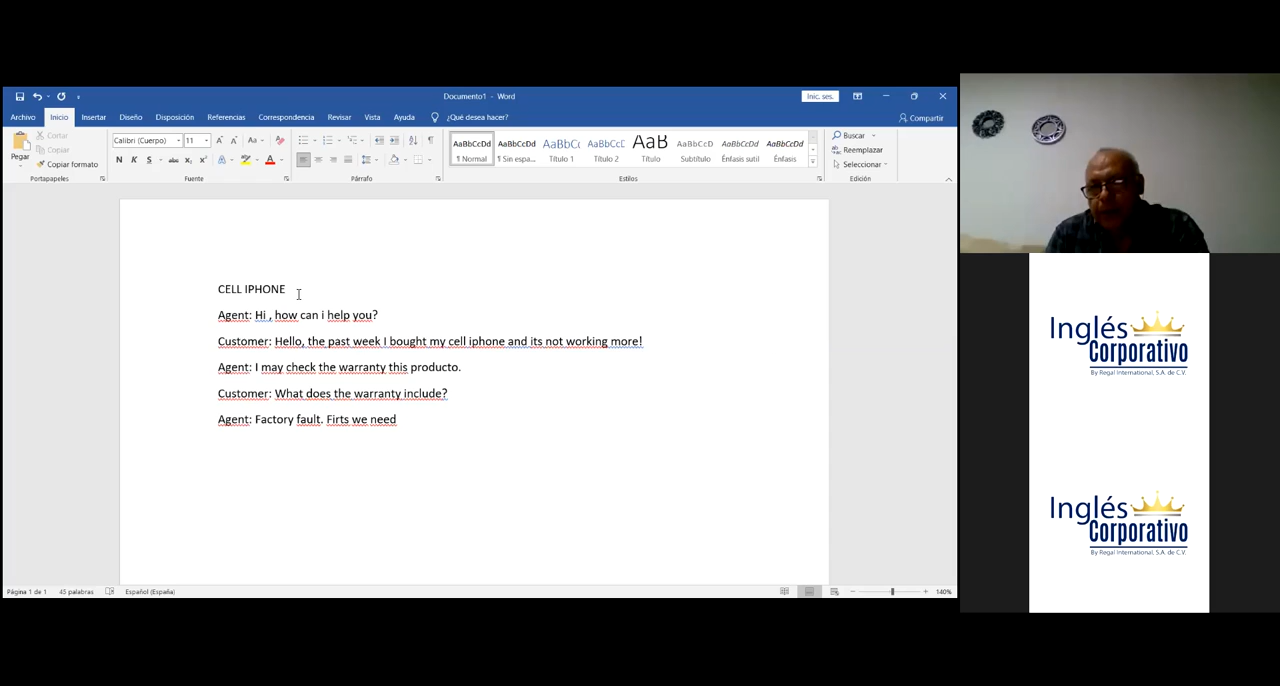 Documento1 - Word
Inic. ses.
Archivo Inicio Insertar Diseño Disposición Referencias Correspondencia Revisar Vista Ayuda ¿Qué desea hacer? Compartir
Pegar
Cortar
Copiar
Copiar formato
Portapapeles
Calibri (Cuerpo) 11
N K S abc X₂ X²
Fuente
Párrafo
AaBbCcDd AaBbCcDd AaBbCc AaBbCcC AaB AaBbCcD AaBbCcDd AaBbCcDd
¶ Normal ¶ Sin espa... Título 1 Título 2 Título Subtítulo Énfasis sutil Énfasis
Estilos
Buscar
Reemplazar
Seleccionar
Edición
CELL IPHONE
Agent: Hi , how can i help you?
Customer: Hello, the past week I bought my cell iphone and its not working more!
Agent: I may check the warranty this producto.
Customer: What does the warranty include?
Agent: Factory fault. Firts we need
Página 1 de 1 45 palabras Español (España) 140%
Inglés
Corporativo
By Regal International, S.A. de C.V.
Inglés
Corporativo
By Regal International, S.A. de C.V.